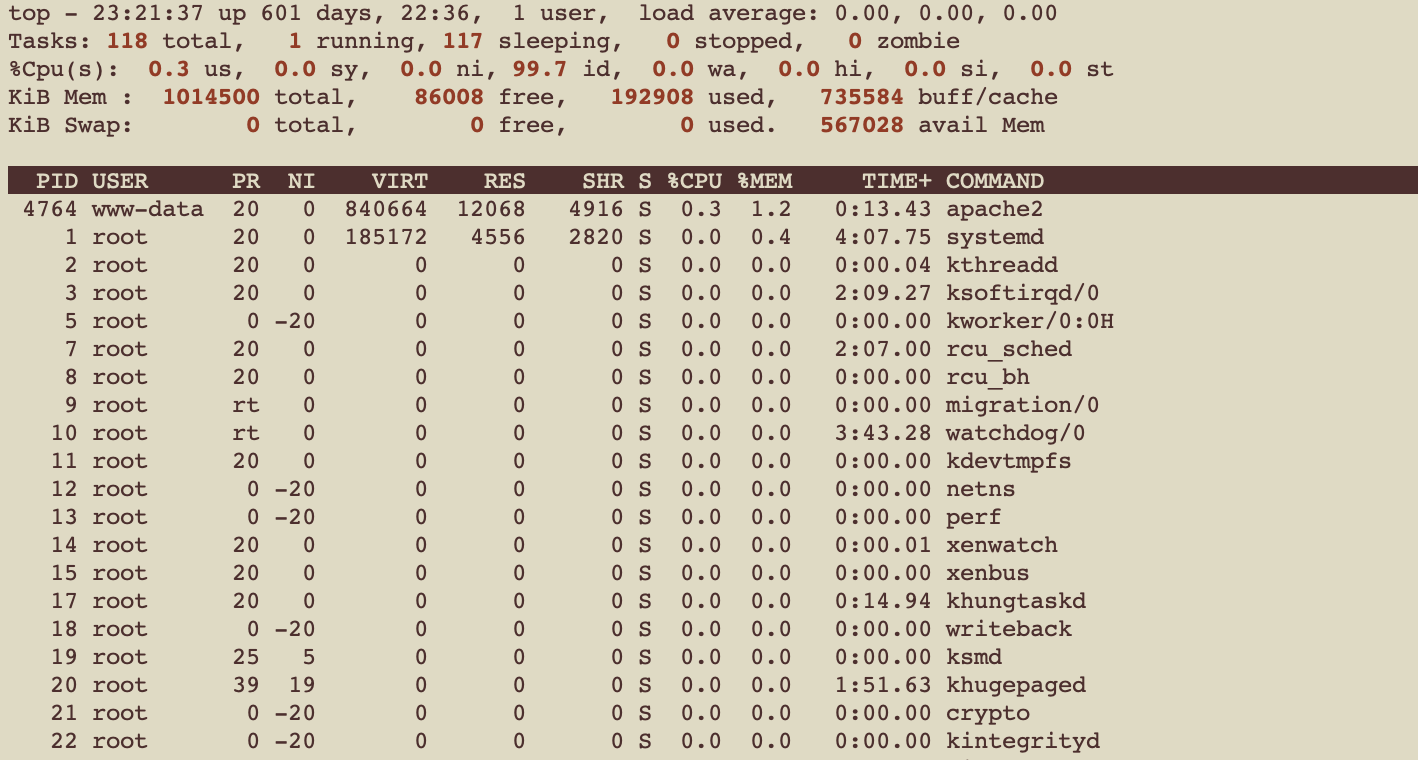 top - 23:21:37 up 601 days, 22:36,  1 user,  load average: 0.00, 0.00, 0.00
Tasks: 118 total,   1 running, 117 sleeping,   0 stopped,   0 zombie
%Cpu(s):  0.3 us,  0.0 sy,  0.0 ni, 99.7 id,  0.0 wa,  0.0 hi,  0.0 si,  0.0 st
KiB Mem :  1014500 total,    86008 free,   192908 used,   735584 buff/cache
KiB Swap:        0 total,        0 free,        0 used.   567028 avail Mem
  PID USER      PR  NI    VIRT    RES    SHR S %CPU %MEM     TIME+ COMMAND
 4764 www-data  20   0  840664  12068   4916 S  0.3  1.2   0:13.43 apache2
    1 root      20   0  185172   4556   2820 S  0.0  0.4   4:07.75 systemd
    2 root      20   0       0      0      0 S  0.0  0.0   0:00.04 kthreadd
    3 root      20   0       0      0      0 S  0.0  0.0   2:09.27 ksoftirqd/0
    5 root       0 -20       0      0      0 S  0.0  0.0   0:00.00 kworker/0:0H
    7 root      20   0       0      0      0 S  0.0  0.0   2:07.00 rcu_sched
    8 root      20   0       0      0      0 S  0.0  0.0   0:00.00 rcu_bh
    9 root      rt   0       0      0      0 S  0.0  0.0   0:00.00 migration/0
   10 root      rt   0       0      0      0 S  0.0  0.0   3:43.28 watchdog/0
   11 root      20   0       0      0      0 S  0.0  0.0   0:00.00 kdevtmpfs
   12 root       0 -20       0      0      0 S  0.0  0.0   0:00.00 netns
   13 root       0 -20       0      0      0 S  0.0  0.0   0:00.00 perf
   14 root      20   0       0      0      0 S  0.0  0.0   0:00.01 xenwatch
   15 root      20   0       0      0      0 S  0.0  0.0   0:00.00 xenbus
   17 root      20   0       0      0      0 S  0.0  0.0   0:14.94 khungtaskd
   18 root       0 -20       0      0      0 S  0.0  0.0   0:00.00 writeback
   19 root      25   5       0      0      0 S  0.0  0.0   0:00.00 ksmd
   20 root      39  19       0      0      0 S  0.0  0.0   1:51.63 khugepaged
   21 root       0 -20       0      0      0 S  0.0  0.0   0:00.00 crypto
   22 root       0 -20       0      0      0 S  0.0  0.0   0:00.00 kintegrityd